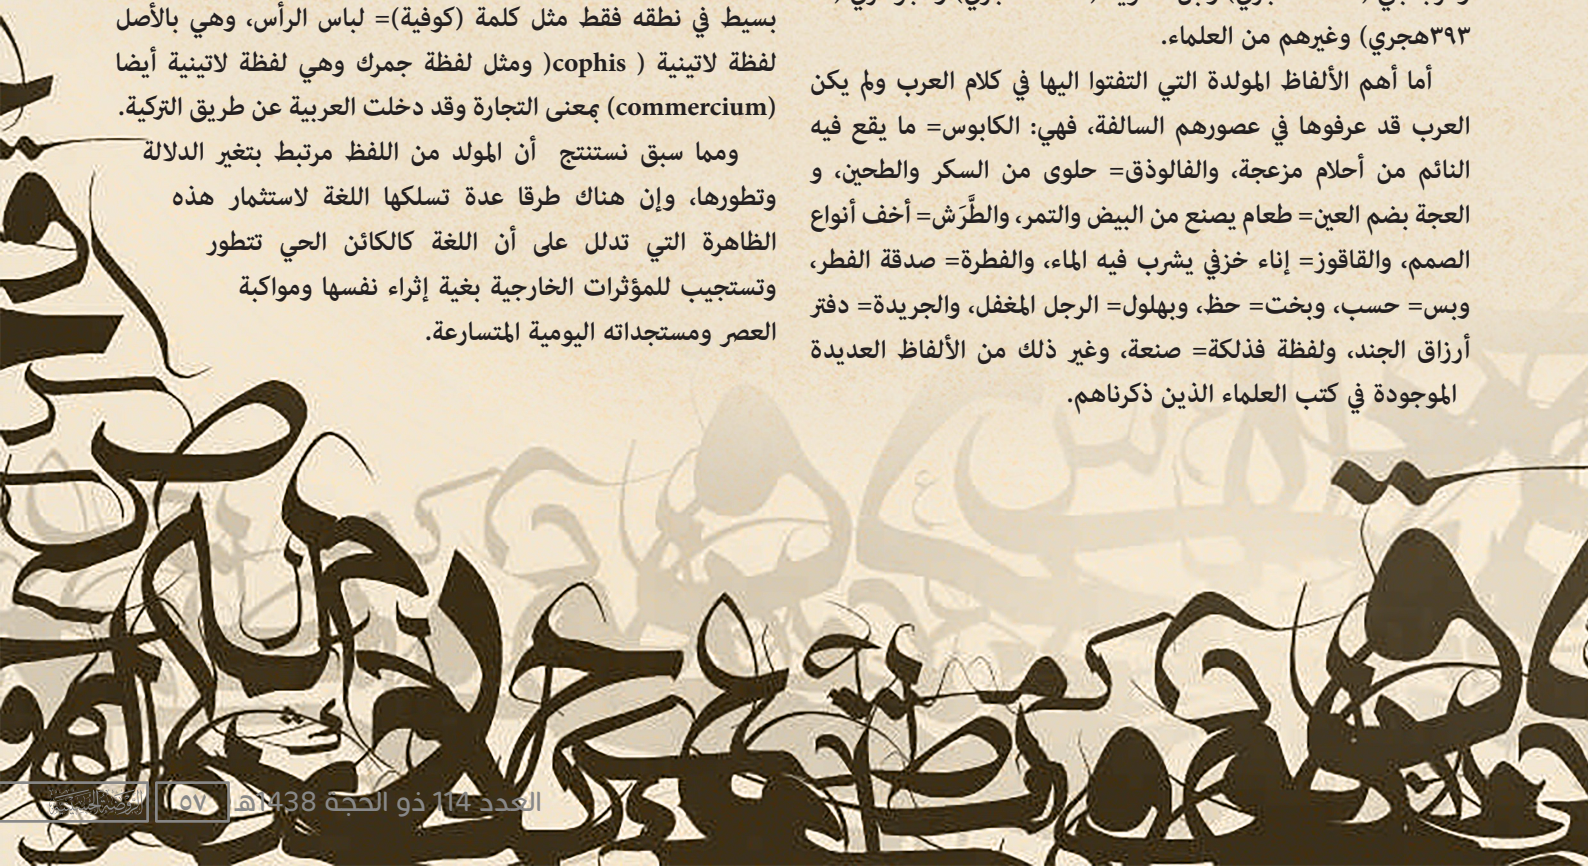 ٣٩٣هجري) وغيرهم من العلماء.
أما أهم الألفاظ المولدة التي التفتوا اليها في كلام العرب ولم يكن
العرب قد عرفوها في عصورهم السالفة، فهي: الكابوس= ما يقع فيه
النائم من أحلام مزعجة، والفالوذق= حلوى من السكر والطحين، و
العجة بضم العين= طعام يصنع من البيض والتمر، والطَّرَش= أخف أنواع
الصمم، والقاقوز= إناء خزفي يشرب فيه الماء، والفطرة= صدقة الفطر،
وبس= حسب، وبخت= حظ، وبهلول= الرجل المغفل، والجريدة= دفتر
أرزاق الجند، ولفظة فذلكة= صنعة، وغير ذلك من الألفاظ العديدة
الموجودة في كتب العلماء الذين ذكرناهم.
بسيط في نطقه فقط مثل كلمة (كوفية)= لباس الرأس، وهي بالأصل
لفظة لاتينية ( cophis) ومثل لفظة جمرك وهي لفظة لاتينية أيضا
(commercium) بمعنى التجارة وقد دخلت العربية عن طريق التركية.
ومما سبق نستنتج أن المولد من اللفظ مرتبط بتغير الدلالة
وتطورها، وإن هناك طرقا عدة تسلكها اللغة لاستثمار هذه
الظاهرة التي تدلل على أن اللغة كالكائن الحي تتطور
وتستجيب للمؤثرات الخارجية بغية إثراء نفسها ومواكبة
العصر ومستجداته اليومية المتسارعة.
العدد 114 ذو الحجة 1438هـ
٥٧